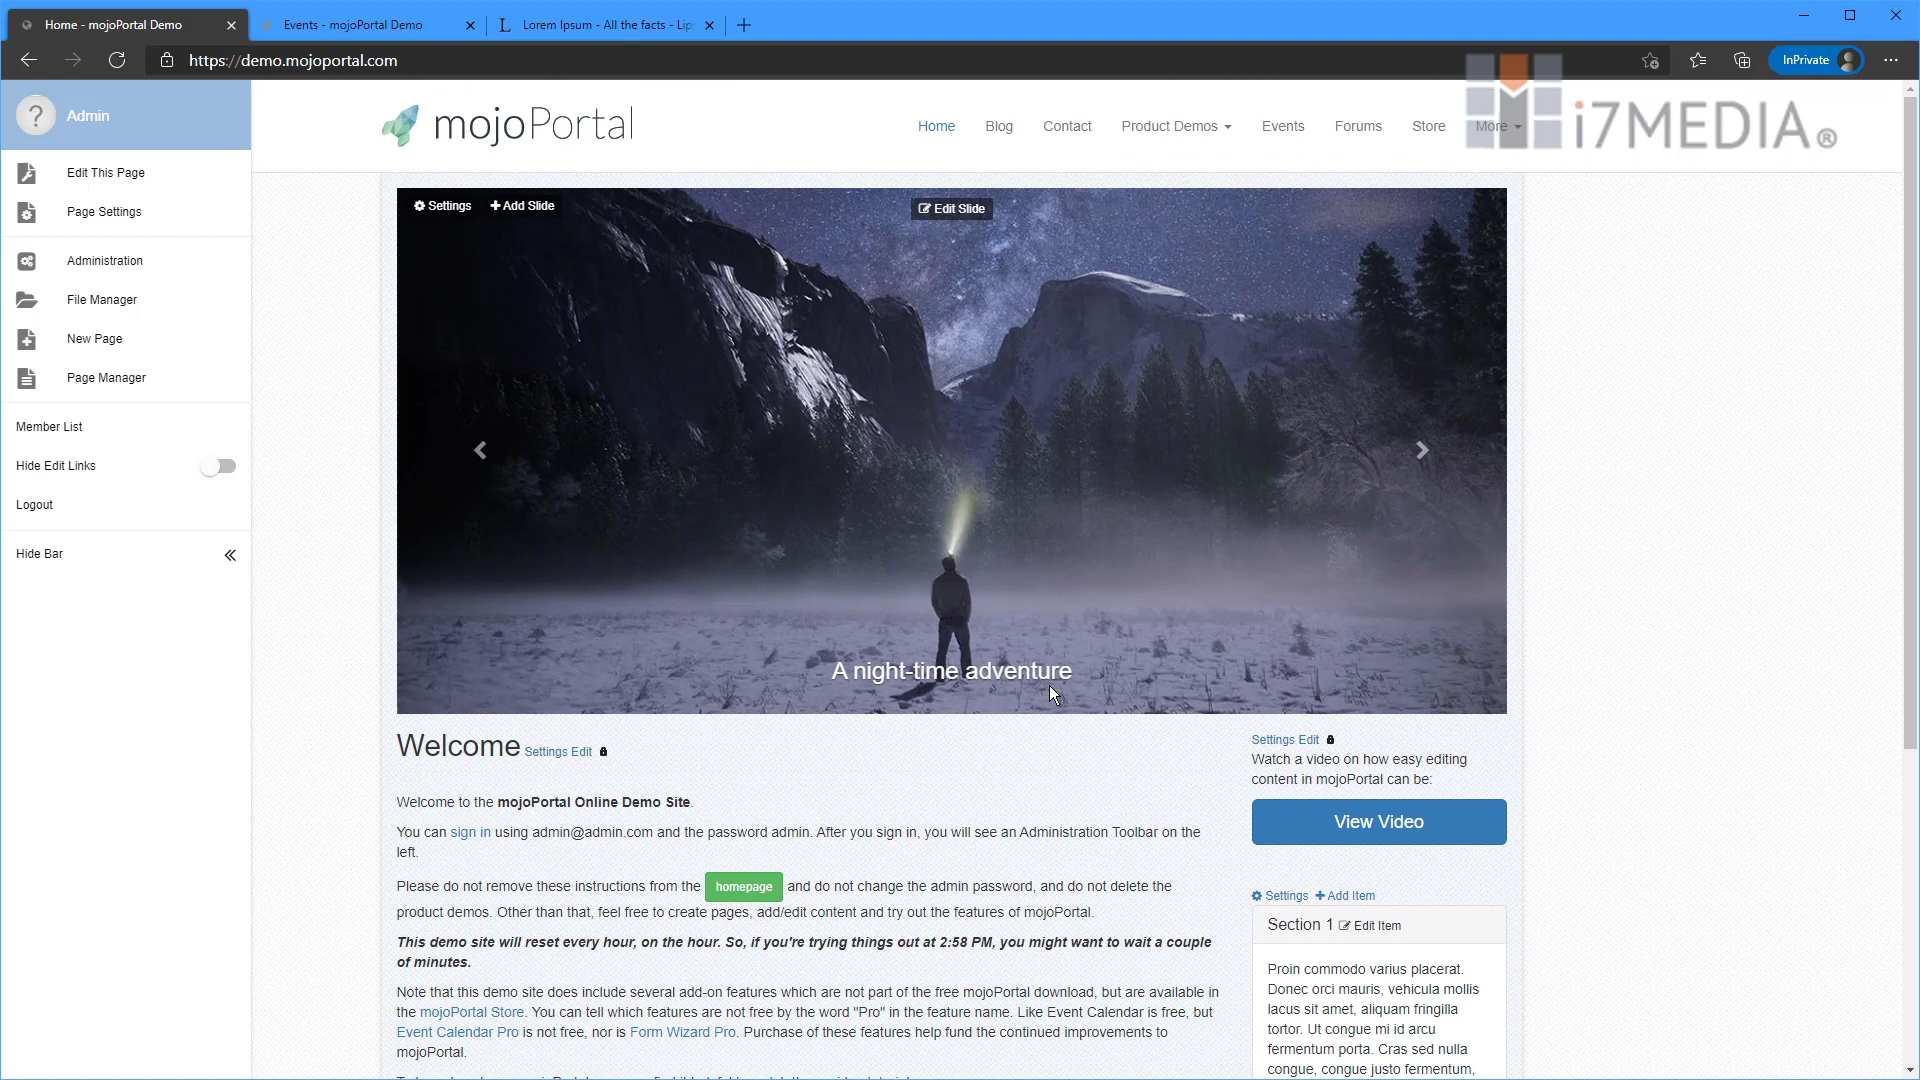 Home - mojoPortal Demo
Events - mojoPortal Demo
Lorem Ipsum - All the facts - Lip
https://demo.mojoportal.com
InPrivate
Admin
Edit This Page
Page Settings
Administration
File Manager
New Page
Page Manager
Member List
Hide Edit Links
Logout
Hide Bar
mojoPortal
Home
Blog
Contact
Product Demos
Events
Forums
Store
More
i7MEDIA®
Settings
Add Slide
Edit Slide
A night-time adventure
Welcome Settings Edit
Welcome to the mojoPortal Online Demo Site.
You can sign in using admin@admin.com and the password admin. After you sign in, you will see an Administration Toolbar on the
left.
Please do not remove these instructions from the homepage and do not change the admin password, and do not delete the
product demos. Other than that, feel free to create pages, add/edit content and try out the features of mojoPortal.
This demo site will reset every hour, on the hour. So, if you're trying things out at 2:58 PM, you might want to wait a couple
of minutes.
Note that this demo site does include several add-on features which are not part of the free mojoPortal download, but are available in
the mojoPortal Store. You can tell which features are not free by the word "Pro" in the feature name. Like Event Calendar is free, but
Event Calendar Pro is not free, nor is Form Wizard Pro. Purchase of these features help fund the continued improvements to
mojoPortal.
Settings Edit
Watch a video on how easy editing
content in mojoPortal can be:
View Video
Settings
Add Item
Section 1 Edit Item
Proin commodo varius placerat.
Donec orci mauris, vehicula mollis
lacus sit amet, aliquam fringilla
tortor. Ut congue mi id arcu
fermentum porta. Cras sed nulla
congue, congue justo fermentum,